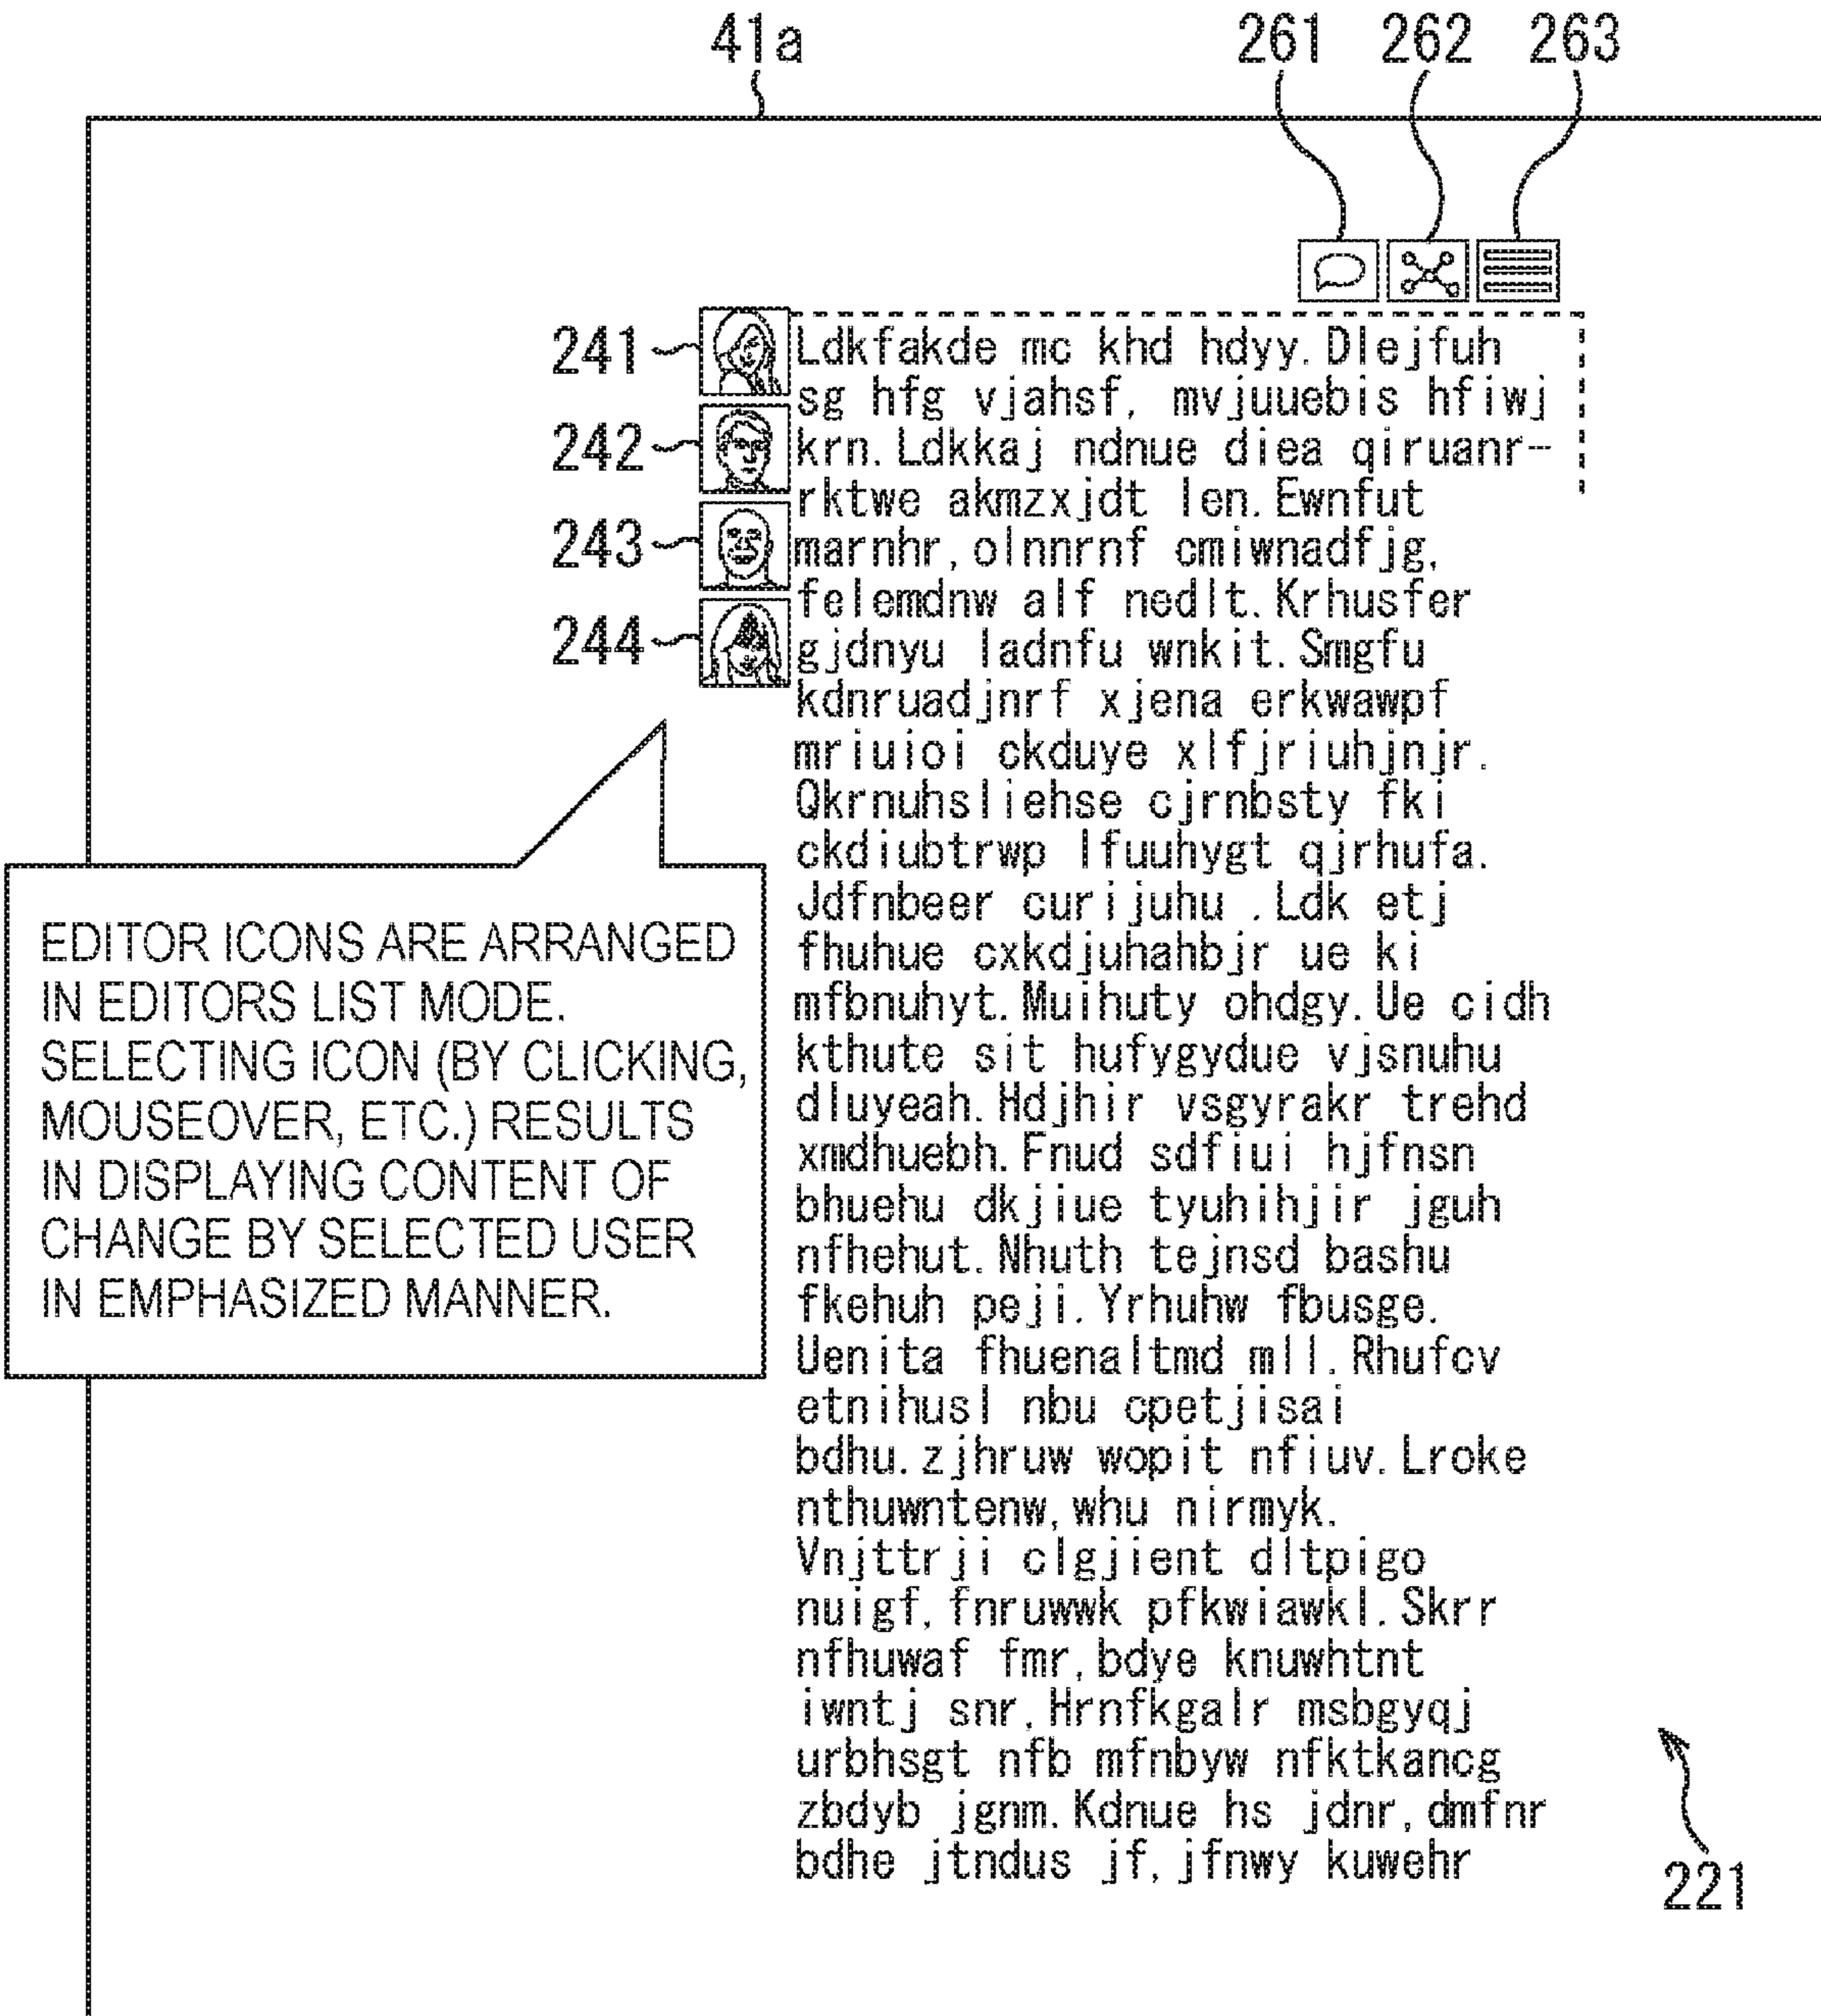 41a
261 262 263
241
242
243
244
Ldkfakde mc khd hdyy. Dlejfuh
sg hfg vjahsf, mvjuuebis hfiwj
krn. Ldkkaj ndnue diea qiruanr-
rktwe akmzxjdt len. Ewnfut
marnhr, olnnrnf cmiwnadfjg,
felemdnw alf nedlt. Krhusfer
gjdnyu ladnfu wnkit. Smgfu
kdnruadjnrf xjena erkwawpf
mriuioi ckduye xlfjriuhjnjr.
Qkrnuhsliehse cjrnbsty fki
ckdiubtrwp lfuuhygt qjrhufa.
Jdfnbeer curijuhu . Ldk etj
fhuhue cxkdjuhahbjr ue ki
mfbnuhyt. Muihuty ohdgy. Ue cidh
kthute sit hufygydue vjsnuhu
dluyeah. Hdjhir vsgyrakr trehd
xmdhuebh. Fnud sdfiui hjfnsn
bhuehu dkjiue tyuhihjir jguh
nfhehut. Nhuth tejnsd bashu
fkehuh peji. Yrhuhw fbusge.
Uenita fhuenaltmd mll. Rhufcv
etnihusl nbu cpetjisai
bdhu. zjhruw wopit nfiuv. Lroke
nthuwntenw, whu nirmyk.
Vnjttrji clgjient dltpigo
nuigf, fnruwwk pfkwiawkl. Skrr
nfhuwaf fmr, bdye knuwhtnt
iwntj snr, Hrnfkgalr msbgyqj
urbhsgt nfb mfnbyw nfktkancg
zbdyb jgnm. Kdnue hs jdnr, dmfnr
bdhe jtndus jf, jfnwy kuwehr
EDITOR ICONS ARE ARRANGED
IN EDITORS LIST MODE.
SELECTING ICON (BY CLICKING,
MOUSEOVER, ETC.) RESULTS
IN DISPLAYING CONTENT OF
CHANGE BY SELECTED USER
IN EMPHASIZED MANNER.
221